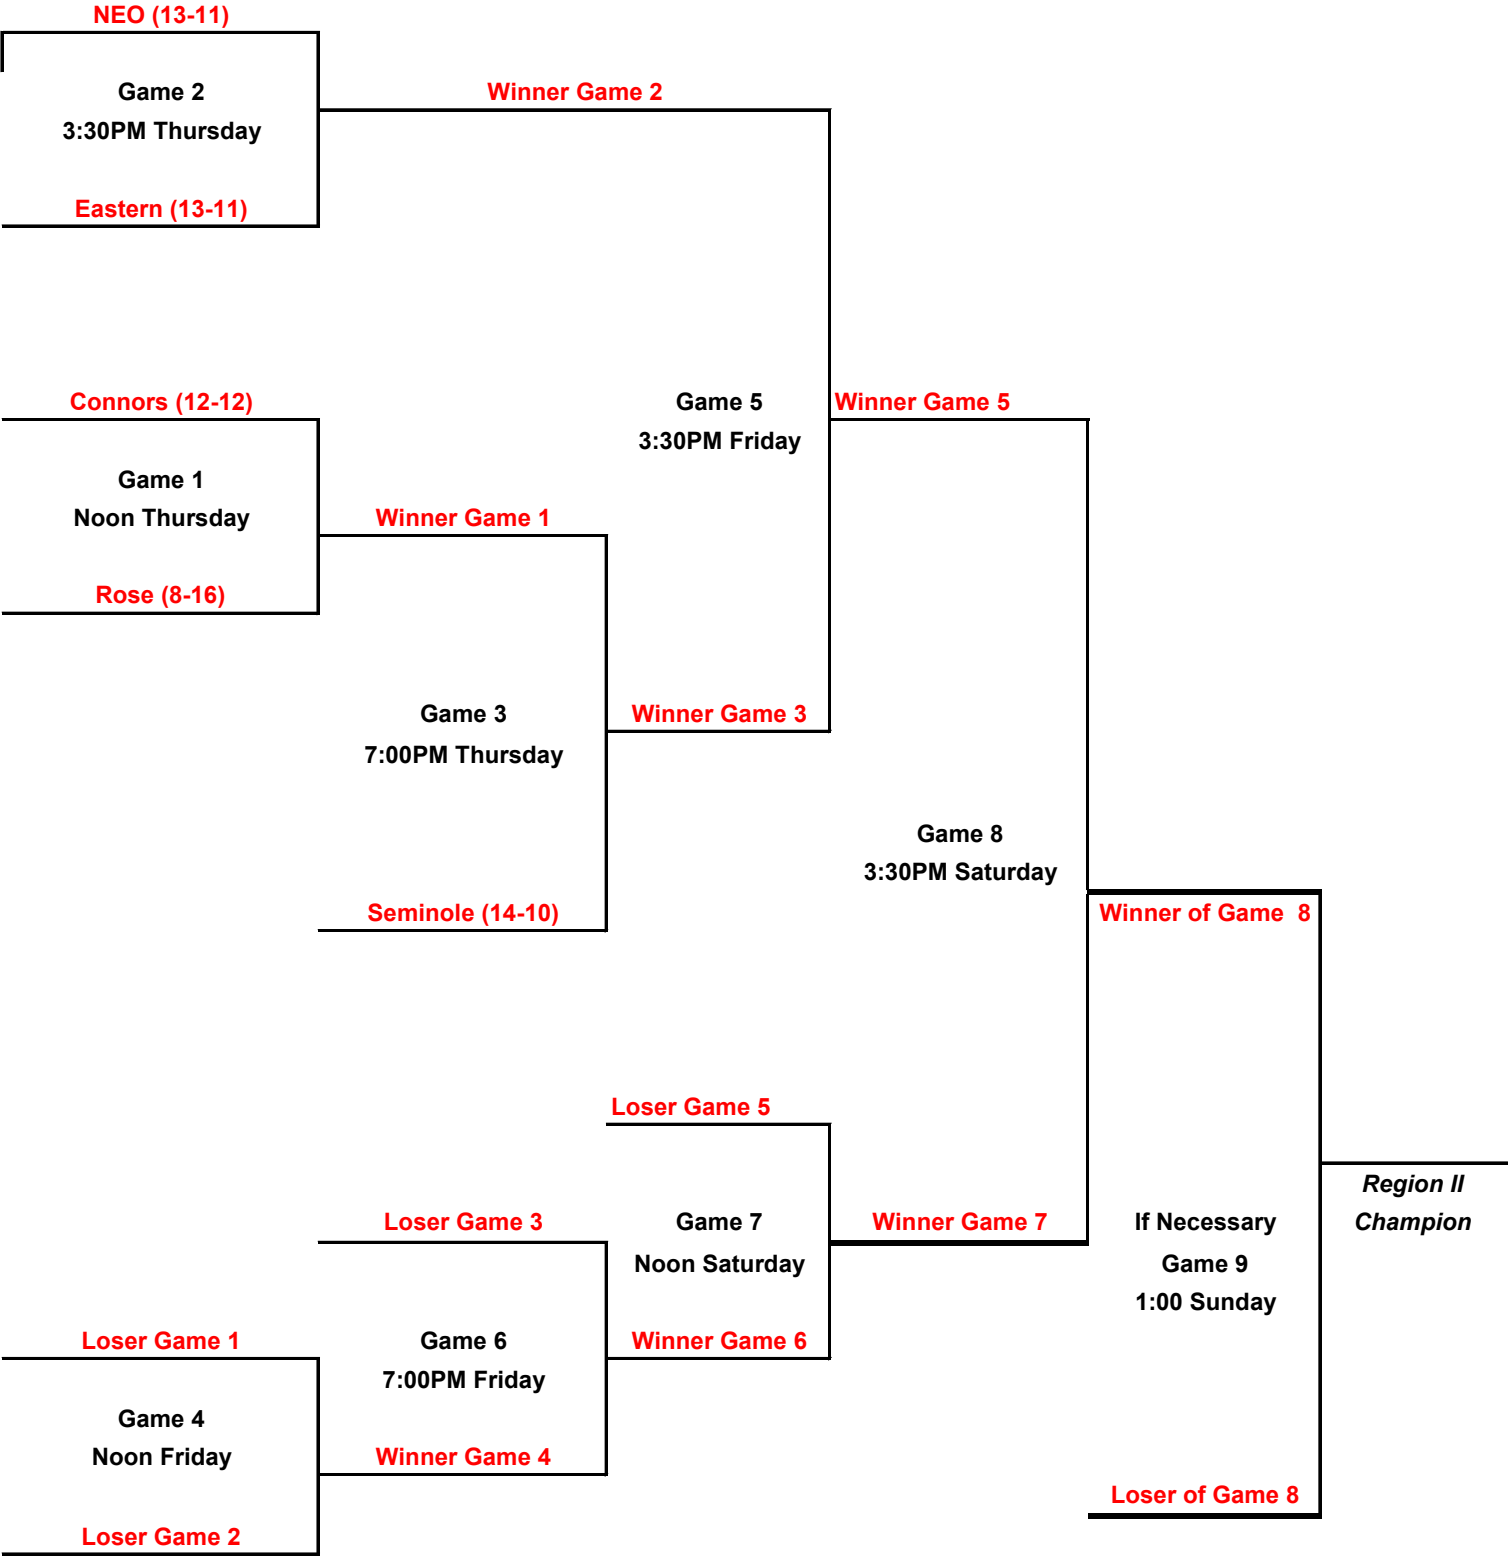 NEO (13-11)
Game 2
3:30PM Thursday
Winner Game 2
Eastern (13-11)
Connors (12-12)
Game 1
Noon Thursday
Rose (8-16)
Winner Game 1
Game 3
7:00PM Thursday
Seminole (14-10)
Game 5
3:30PM Friday
Winner Game 3
Winner Game 5
Game 8
3:30PM Saturday
Winner of Game  8
Loser Game 5
Loser Game 3
Game 7
Noon Saturday
Winner Game 7
If Necessary
Game 9
1:00 Sunday
Region II
Champion
Loser Game 1
Game 6
7:00PM Friday
Winner Game 6
Game 4
Noon Friday
Winner Game 4
Loser Game 2
Loser of Game 8